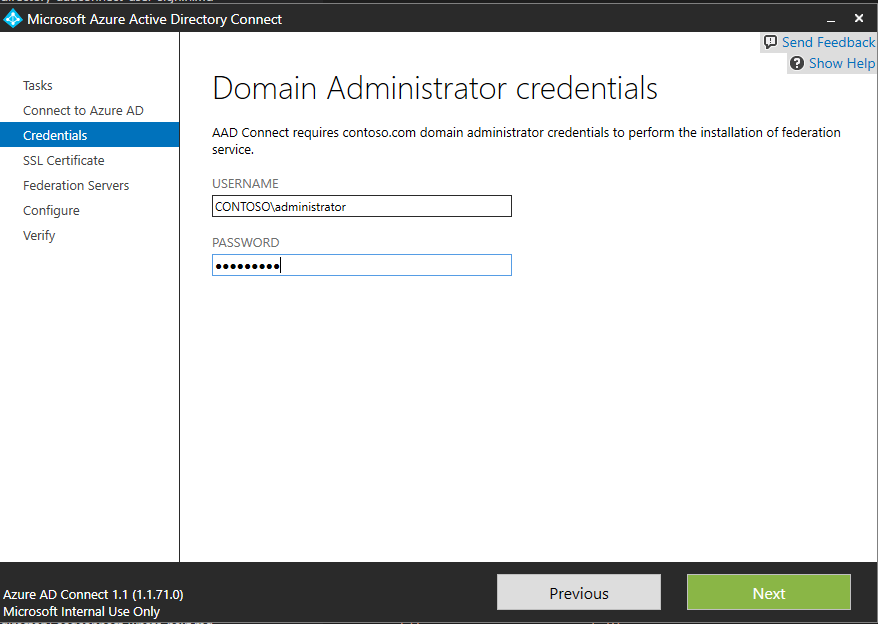 Microsoft Azure Active Directory Connect
Send Feedback
Show Help
Tasks
Connect to Azure AD
Credentials
SSL Certificate
Federation Servers
Configure
Verify
Domain Administrator credentials
AAD Connect requires contoso.com domain administrator credentials to perform the installation of federation
service.
USERNAME
CONTOSO\administrator
PASSWORD
●●●●●●●●●
Azure AD Connect 1.1 (1.1.71.0)
Microsoft Internal Use Only
Previous
Next